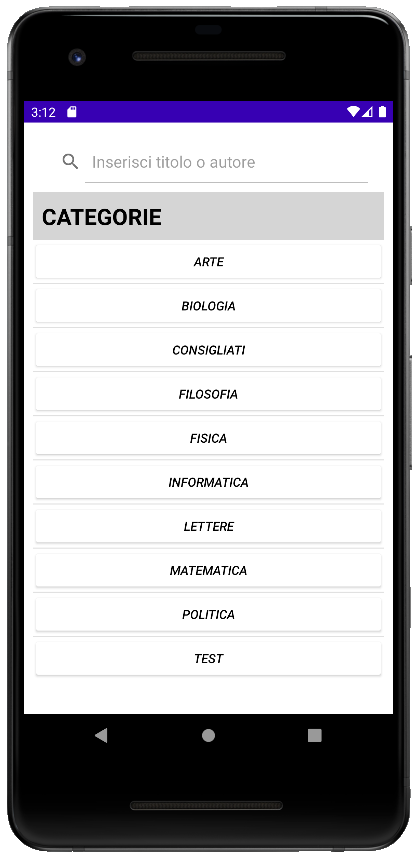 3:12
Inserisci titolo o autore
CATEGORIE
ARTE
BIOLOGIA
CONSIGLIATI
FILOSOFIA
FISICA
INFORMATICA
LETTERE
MATEMATICA
POLITICA
TEST